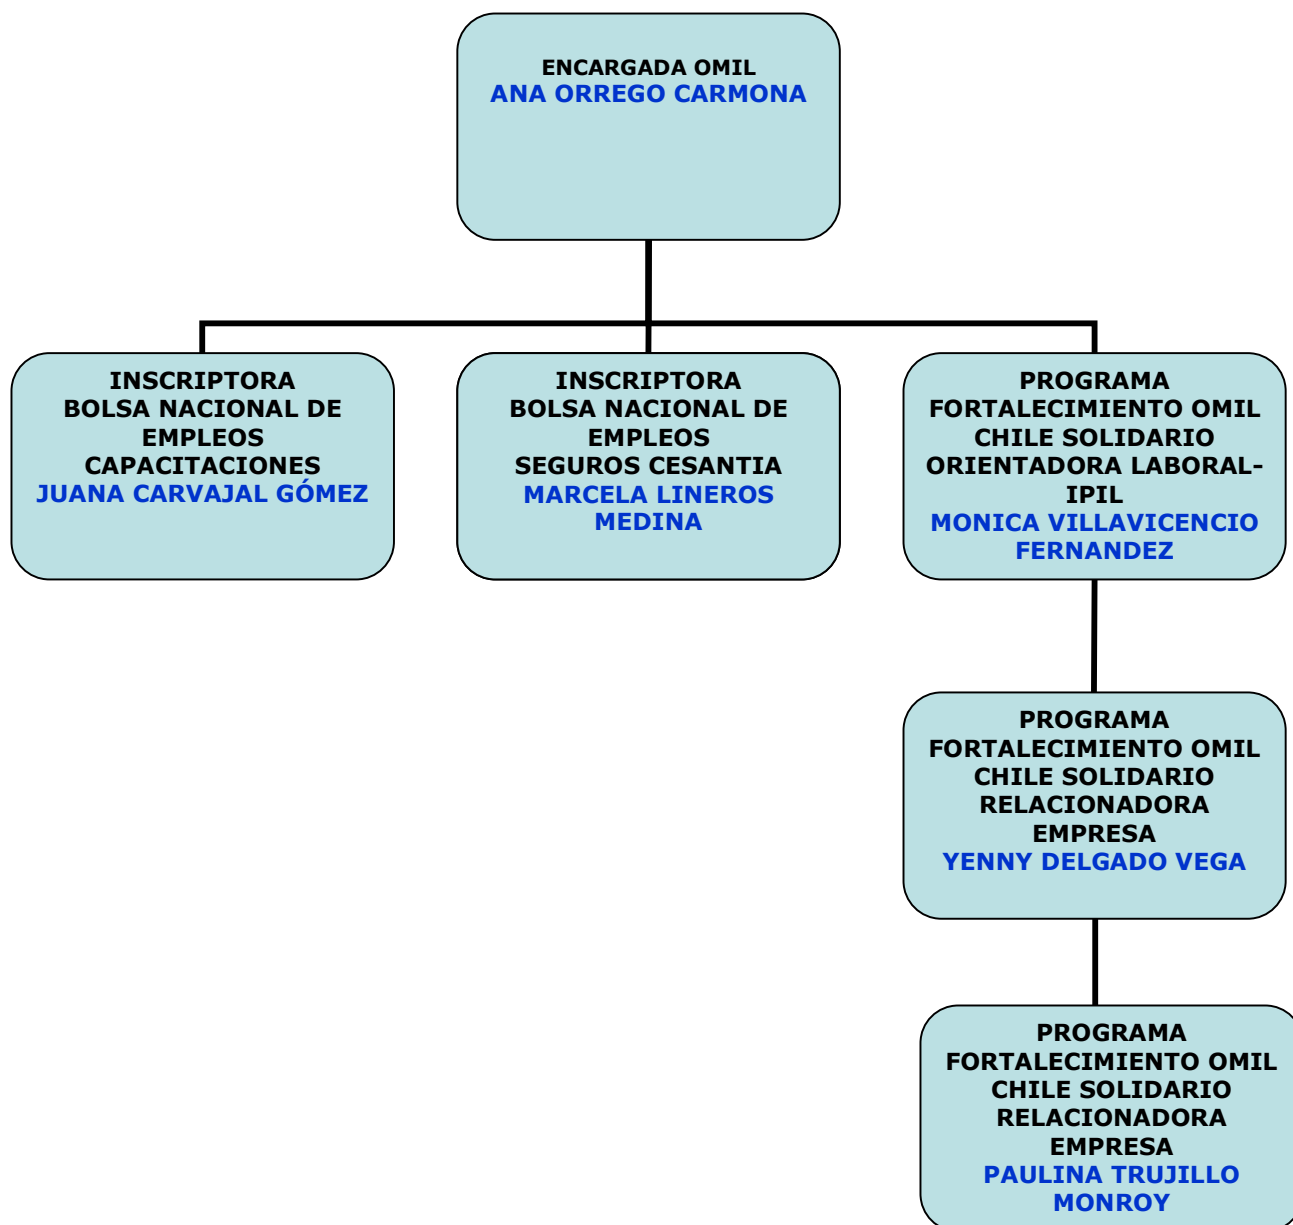 ENCARGADA OMIL
ANA ORREGO CARMONA
INSCRIPTORA
BOLSA NACIONAL DE
EMPLEOS
CAPACITACIONES
JUANA CARVAJAL GÓMEZ
INSCRIPTORA
BOLSA NACIONAL DE
EMPLEOS
SEGUROS CESANTIA
MARCELA LINEROS
MEDINA
PROGRAMA
FORTALECIMIENTO OMIL
CHILE SOLIDARIO
ORIENTADORA LABORAL-
IPIL
MONICA VILLAVICENCIO
FERNANDEZ
PROGRAMA
FORTALECIMIENTO OMIL
CHILE SOLIDARIO
RELACIONADORA
EMPRESA
YENNY DELGADO VEGA
PROGRAMA
FORTALECIMIENTO OMIL
CHILE SOLIDARIO
RELACIONADORA
EMPRESA
PAULINA TRUJILLO
MONROY